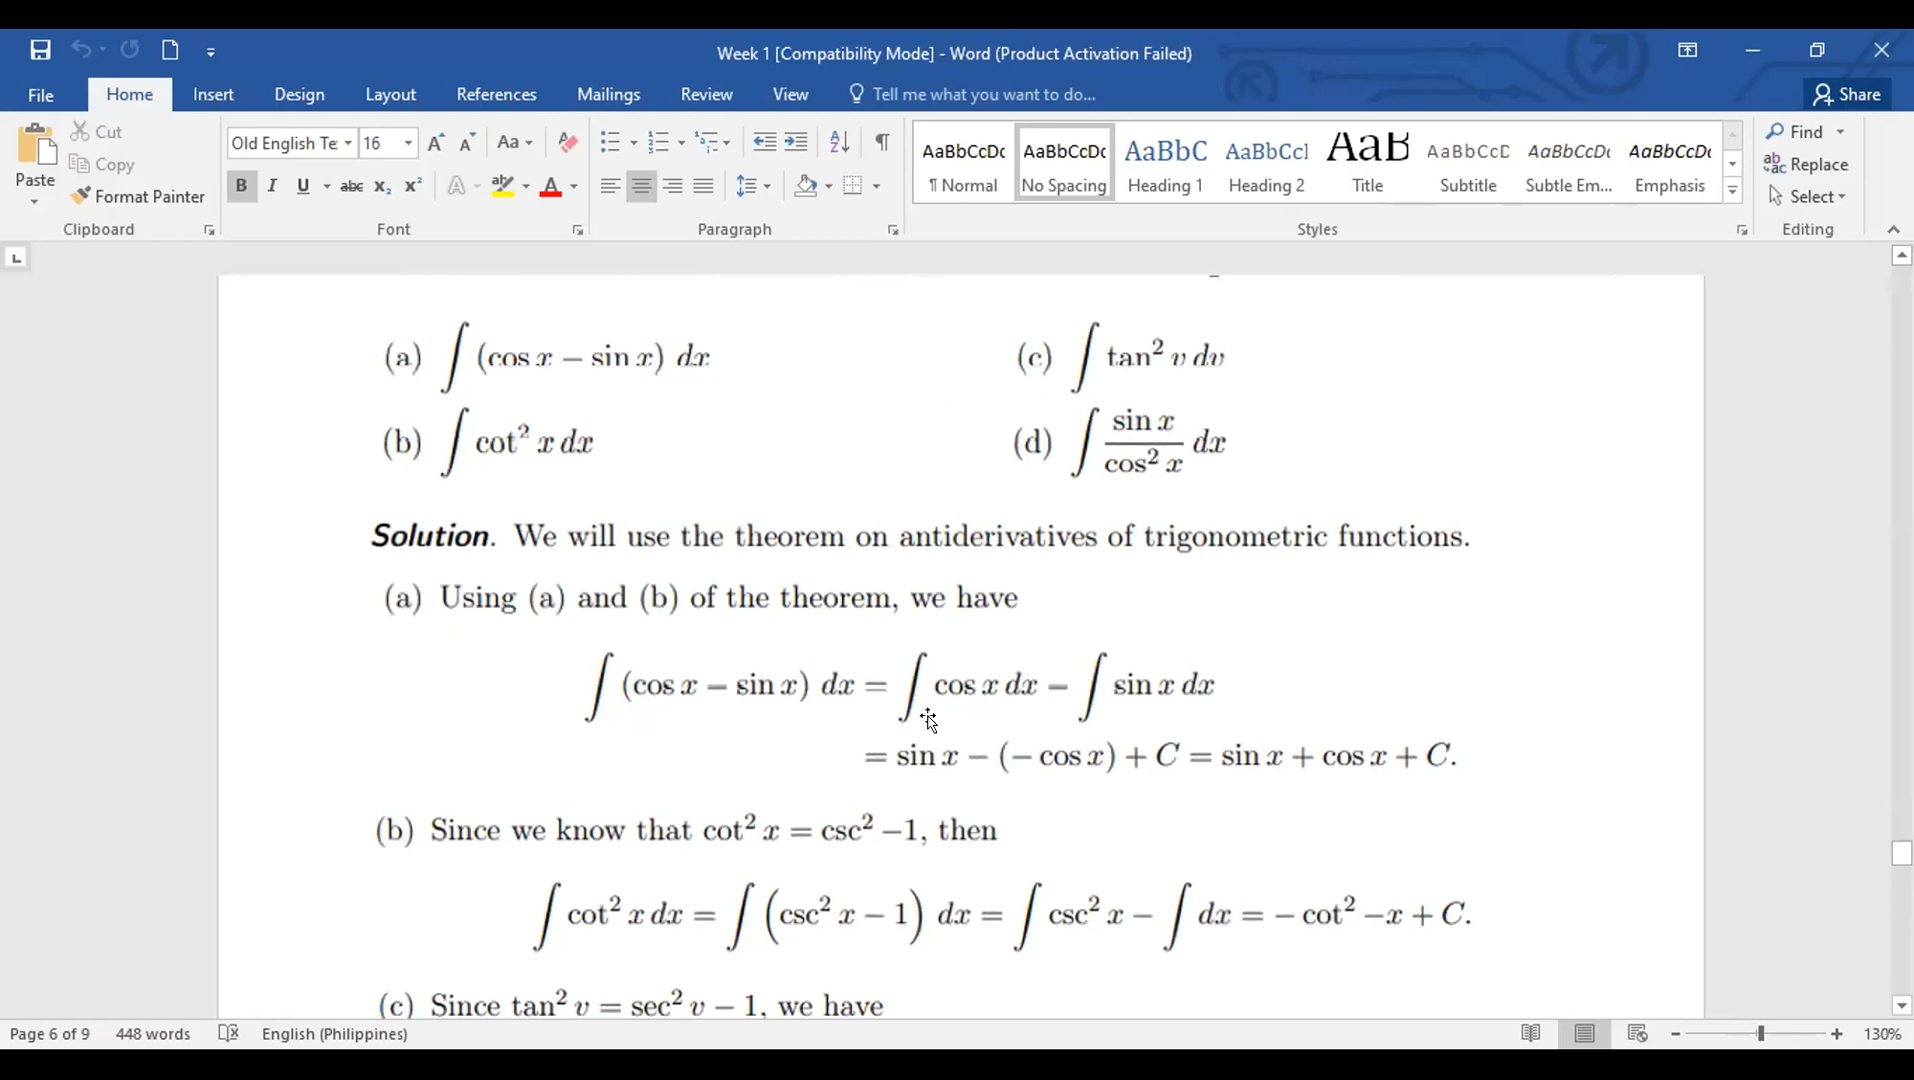 Week 1 [Compatibility Mode] - Word (Product Activation Failed)
File Home Insert Design Layout References Mailings Review View Tell me what you want to do... Share
Paste Cut Copy Format Painter
Clipboard
Old English Te 16 Aa
B I U abc x₂ x² A A
Font
Paragraph
AaBbCcDc AaBbCcDc AaBbC AaBbCcl AaB AaBbCcD AaBbCcDc AaBbCcDc
¶ Normal No Spacing Heading 1 Heading 2 Title Subtitle Subtle Em... Emphasis
Styles
Find
Replace
Select
Editing
L
(a) ∫ (cos x − sin x) dx (c) ∫ tan² v dv
(b) ∫ cot² x dx (d) ∫ sin x / cos² x dx
Solution. We will use the theorem on antiderivatives of trigonometric functions.
(a) Using (a) and (b) of the theorem, we have
∫ (cos x − sin x) dx = ∫ cos x dx − ∫ sin x dx
= sin x − (− cos x) + C = sin x + cos x + C.
(b) Since we know that cot² x = csc² −1, then
∫ cot² x dx = ∫ (csc² x − 1) dx = ∫ csc² x − ∫ dx = − cot² −x + C.
(c) Since tan² v = sec² v − 1, we have
Page 6 of 9 448 words English (Philippines) 130%